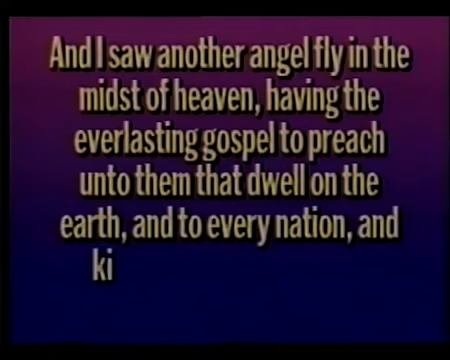 And I saw another angel fly in the
midst of heaven, having the
everlasting gospel to preach
unto them that dwell on the
earth, and to every nation, and
ki